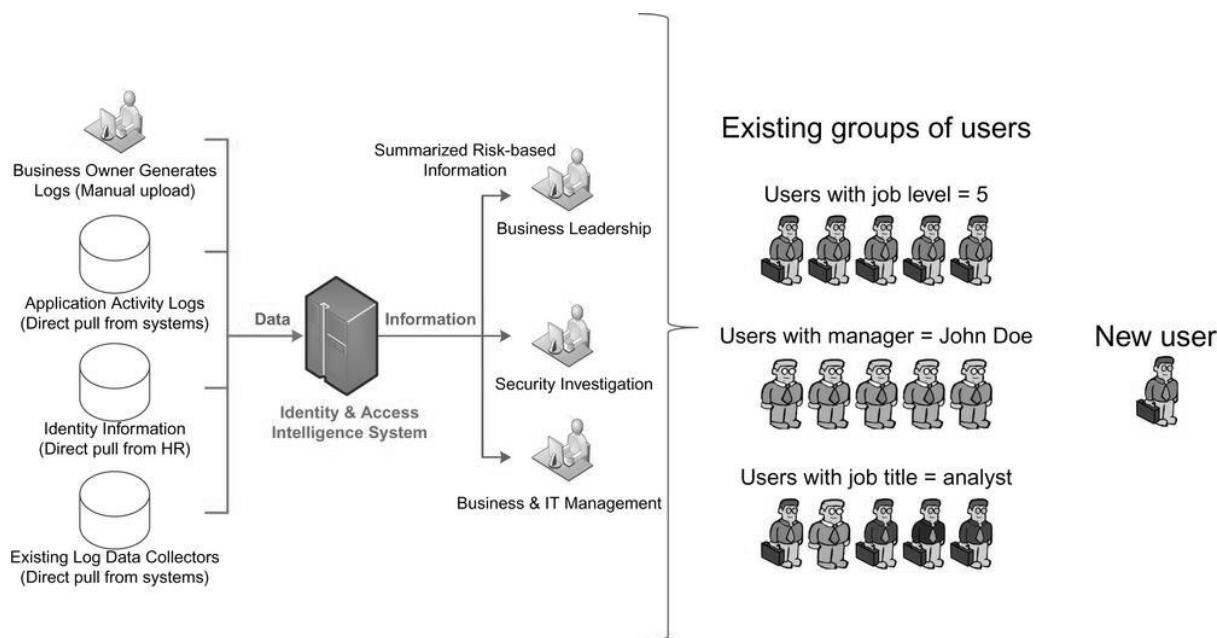 Business Owner Generates
Logs (Manual upload)
Application Activity Logs
(Direct pull from systems)
Identity Information
(Direct pull from HR)
Existing Log Data Collectors
(Direct pull from systems)
Data
Identity & Access
Intelligence System
Information
Summarized Risk-based
Information
Business Leadership
Security Investigation
Business & IT Management
Existing groups of users
Users with job level = 5
Users with manager = John Doe
Users with job title = analyst
New user